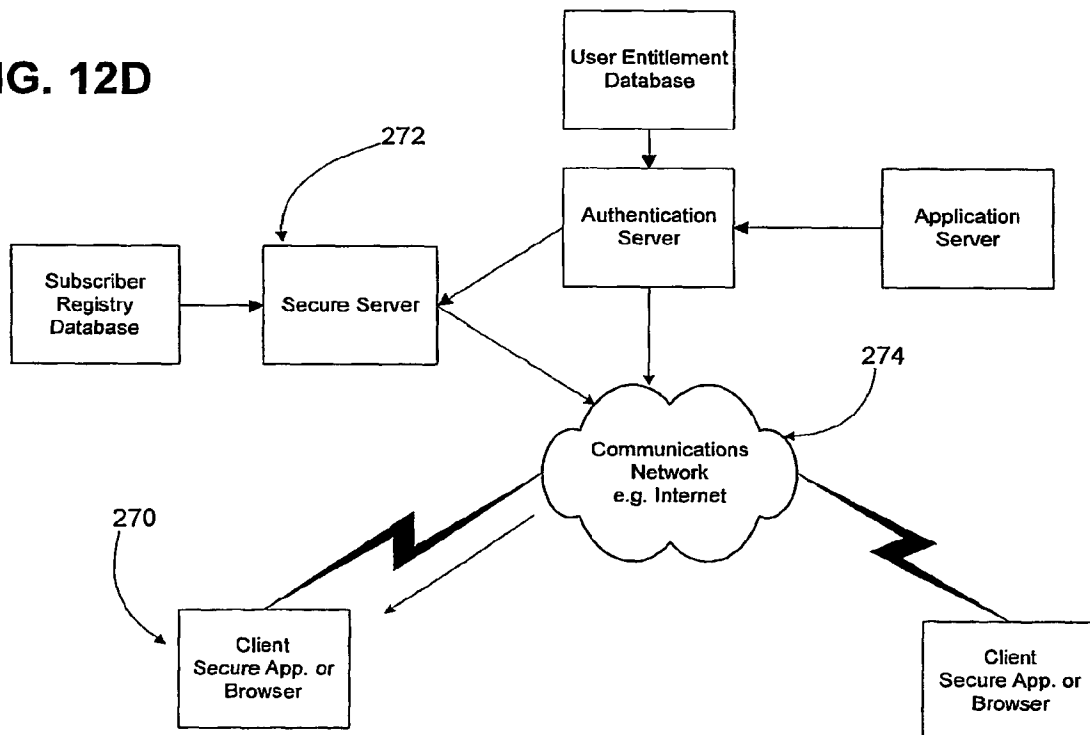 User Entitlement
Database
IG. 12D
272
Authentication
Server
Application
Server
Subscriber
Registry
Database
Secure Server
274
Communications
Network
e.g. Internet
270
Client
Secure App. or
Browser
Client
Secure App. or
Browser